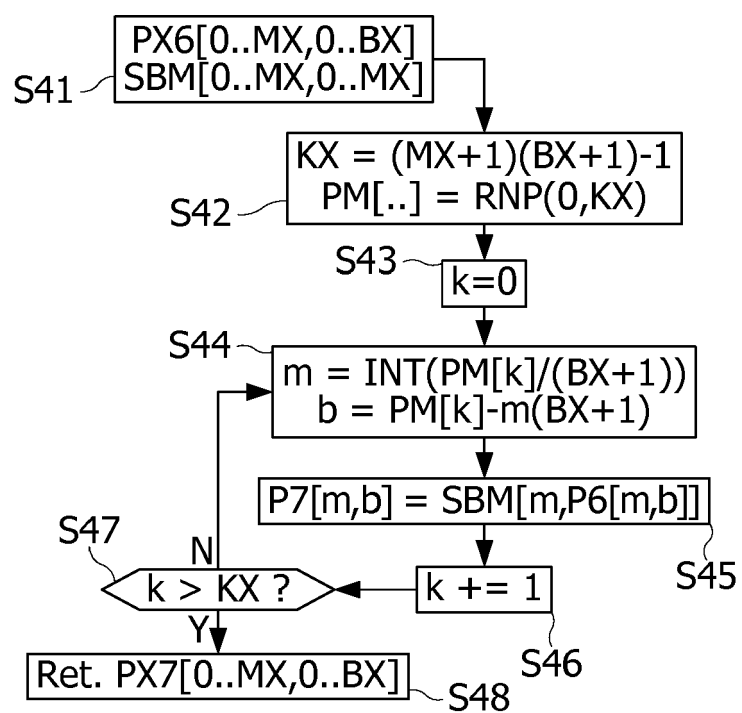 PX6[0..MX,0..BX]
SBM[0..MX,0..MX]
S41
KX = (MX+1)(BX+1)-1
PM[..] = RNP(0,KX)
S42
S43
k=0
S44
m = INT(PM[k]/(BX+1))
b = PM[k]-m(BX+1)
P7[m,b] = SBM[m,P6[m,b]]
S45
S47
N
k > KX ?
k += 1
S46
Y
Ret. PX7[0..MX,0..BX]
S48